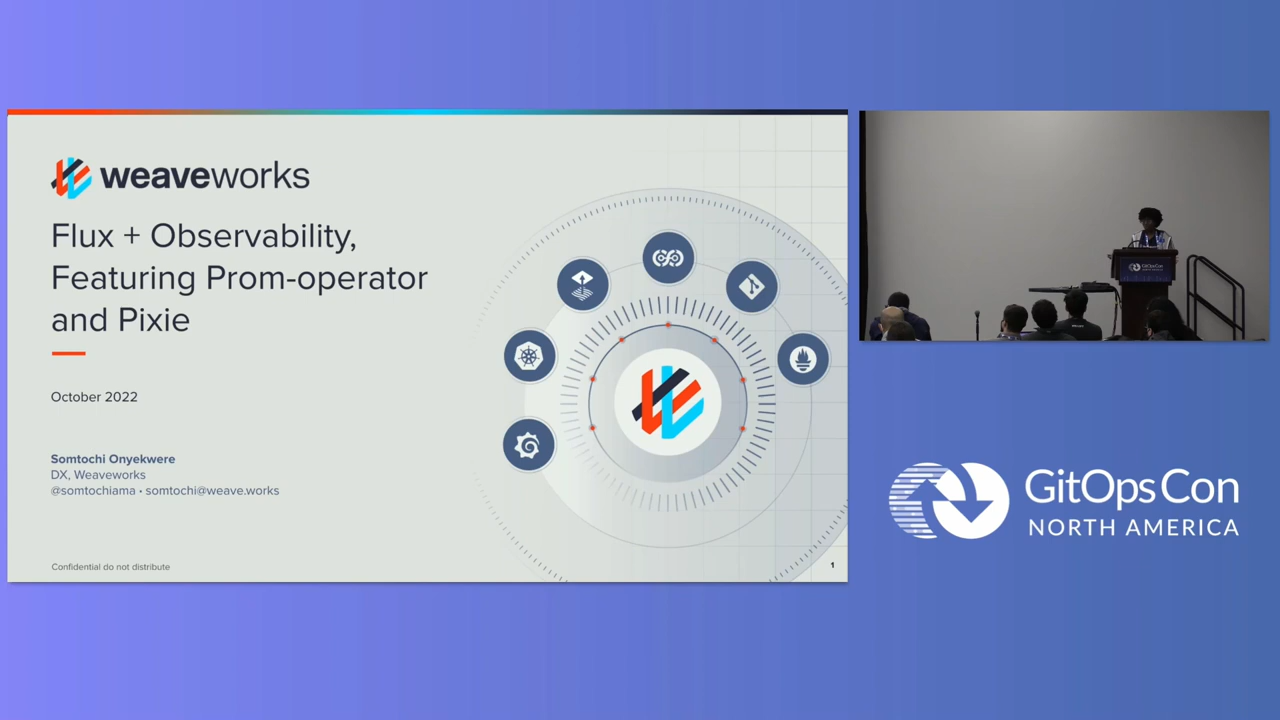 weaveworks
Flux + Observability,
Featuring Prom-operator
and Pixie
October 2022
Somtochi Onyekwere
DX, Weaveworks
@somtochiama • somtochi@weave.works
Confidential do not distribute
1
GitOpsCon
GitOpsCon
NORTH AMERICA